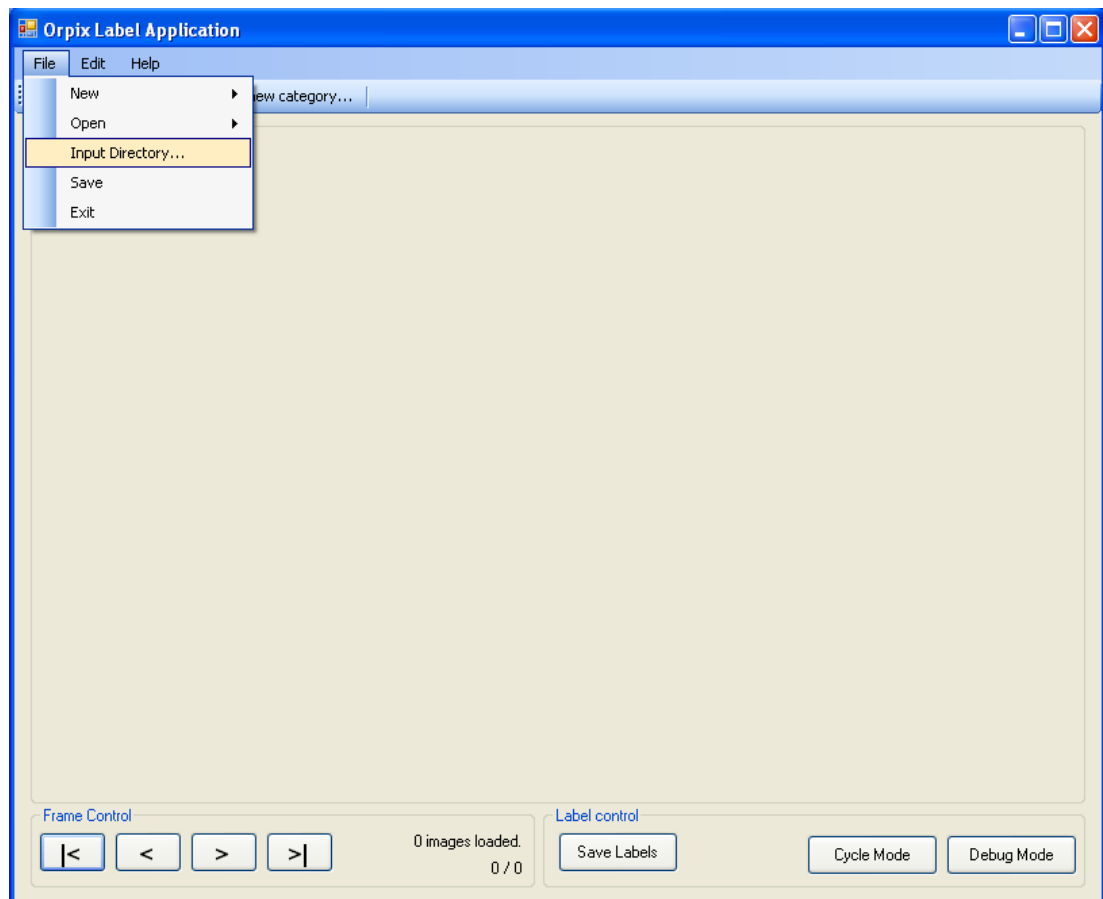 Orpix Label Application
File Edit Help
New
new category...
Open
Input Directory...
Save
Exit
Frame Control
|< < > >|
0 images loaded.
0 / 0
Label control
Save Labels
Cycle Mode
Debug Mode